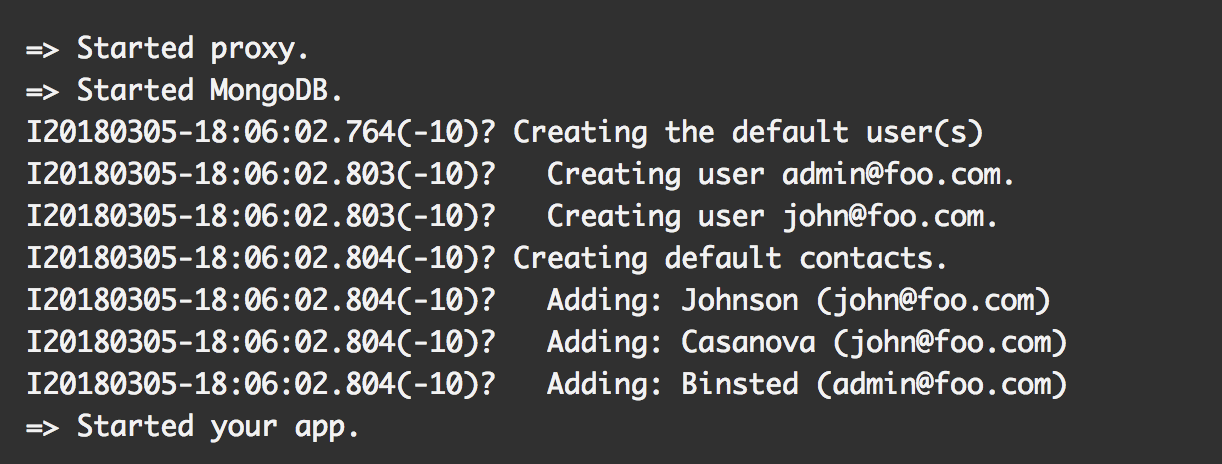 => Started proxy.
=> Started MongoDB.
I20180305-18:06:02.764(-10)? Creating the default user(s)
I20180305-18:06:02.803(-10)?   Creating user admin@foo.com.
I20180305-18:06:02.803(-10)?   Creating user john@foo.com.
I20180305-18:06:02.804(-10)? Creating default contacts.
I20180305-18:06:02.804(-10)?   Adding: Johnson (john@foo.com)
I20180305-18:06:02.804(-10)?   Adding: Casanova (john@foo.com)
I20180305-18:06:02.804(-10)?   Adding: Binsted (admin@foo.com)
=> Started your app.